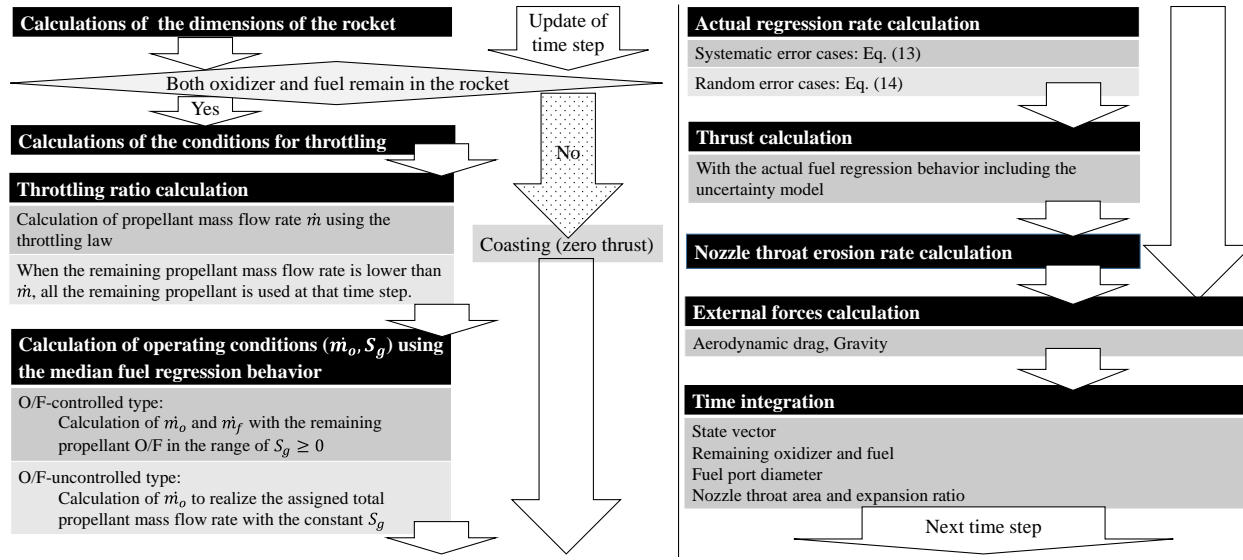 Calculations of the dimensions of the rocket
Update of
time step
Both oxidizer and fuel remain in the rocket
Yes
No
Calculations of the conditions for throttling
Throttling ratio calculation
Calculation of propellant mass flow rate ṁ using the
throttling law
When the remaining propellant mass flow rate is lower than
ṁ, all the remaining propellant is used at that time step.
Coasting (zero thrust)
Calculation of operating conditions (ṁ_o, S_g) using
the median fuel regression behavior
O/F-controlled type:
Calculation of ṁ_o and ṁ_f with the remaining
propellant O/F in the range of S_g ≥ 0
O/F-uncontrolled type:
Calculation of ṁ_o to realize the assigned total
propellant mass flow rate with the constant S_g
Actual regression rate calculation
Systematic error cases: Eq. (13)
Random error cases: Eq. (14)
Thrust calculation
With the actual fuel regression behavior including the
uncertainty model
Nozzle throat erosion rate calculation
External forces calculation
Aerodynamic drag, Gravity
Time integration
State vector
Remaining oxidizer and fuel
Fuel port diameter
Nozzle throat area and expansion ratio
Next time step